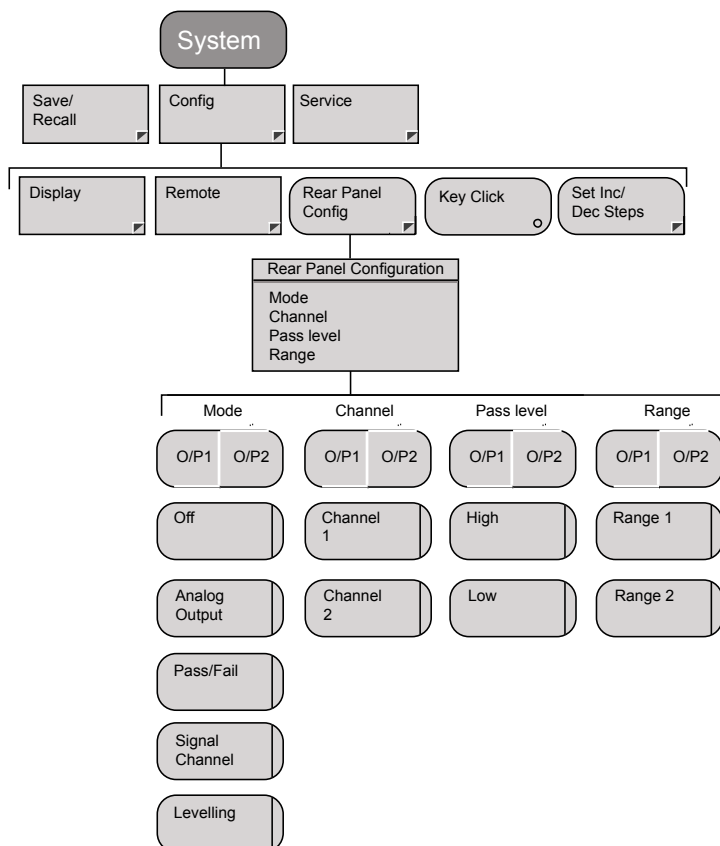 System
Save/
Recall
Config
Service
Display
Remote
Rear Panel
Config
Key Click
Set Inc/
Dec Steps
Rear Panel Configuration
Mode
Channel
Pass level
Range
Mode
Channel
Pass level
Range
O/P1 O/P2
O/P1 O/P2
O/P1 O/P2
O/P1 O/P2
Off
Channel
1
High
Range 1
Analog
Output
Channel
2
Low
Range 2
Pass/Fail
Signal
Channel
Levelling